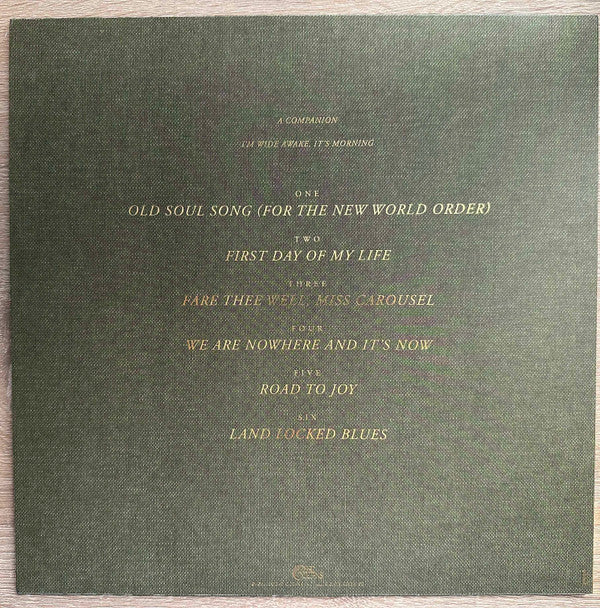 A COMPANION
I'M WIDE AWAKE, IT'S MORNING
ONE
OLD SOUL SONG (FOR THE NEW WORLD ORDER)
TWO
FIRST DAY OF MY LIFE
THREE
FARE THEE WELL, MISS CAROUSEL
FOUR
WE ARE NOWHERE AND IT'S NOW
FIVE
ROAD TO JOY
SIX
LAND LOCKED BLUES